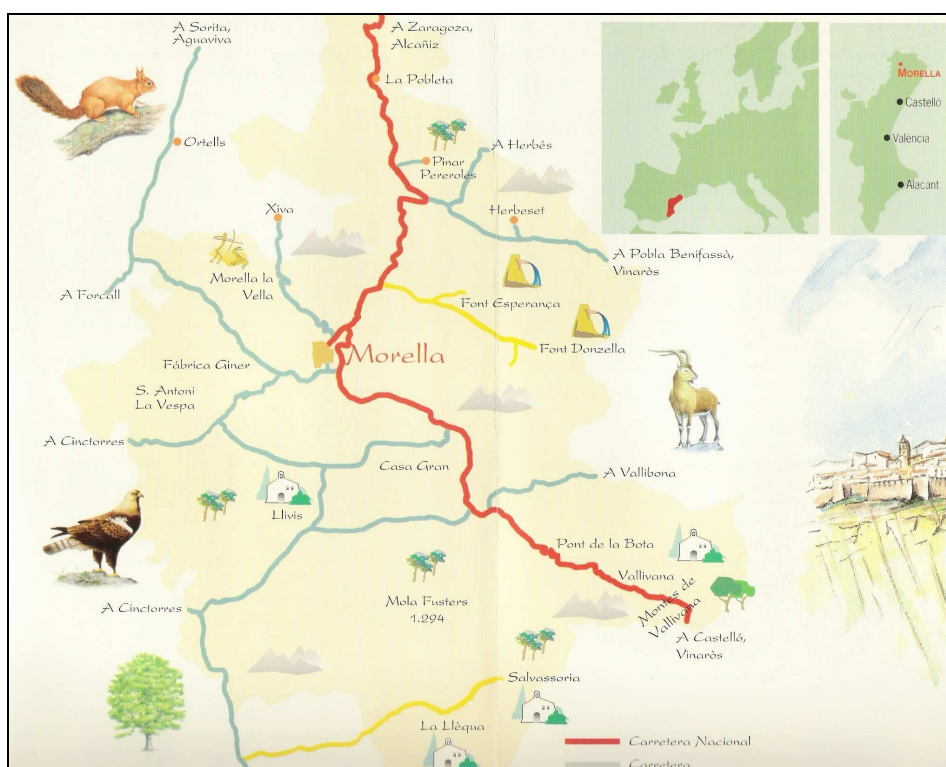 A Sorita,
Aguaviva
A Zaragoza,
Alcañiz
La Pobleta
Ortells
Pinar
Pereroles
A Herbés
Xiva
Herbeset
A Pobla Benifassà,
Vinaròs
Morella la
Vella
A Forcall
Font Esperança
Font Donzella
Morella
Fábrica Giner
S. Antoni
La Vespa
A Cinctorres
Casa Gran
A Vallibona
Llivis
Pont de la Bota
Vallivana
Montes de
Vallivana
A Cinctorres
Mola Fusters
1.294
A Castelló,
Vinaròs
Salvassoria
La Llèqua
Carretera Nacional
Carretera
MORELLA
Castelló
València
Alacant